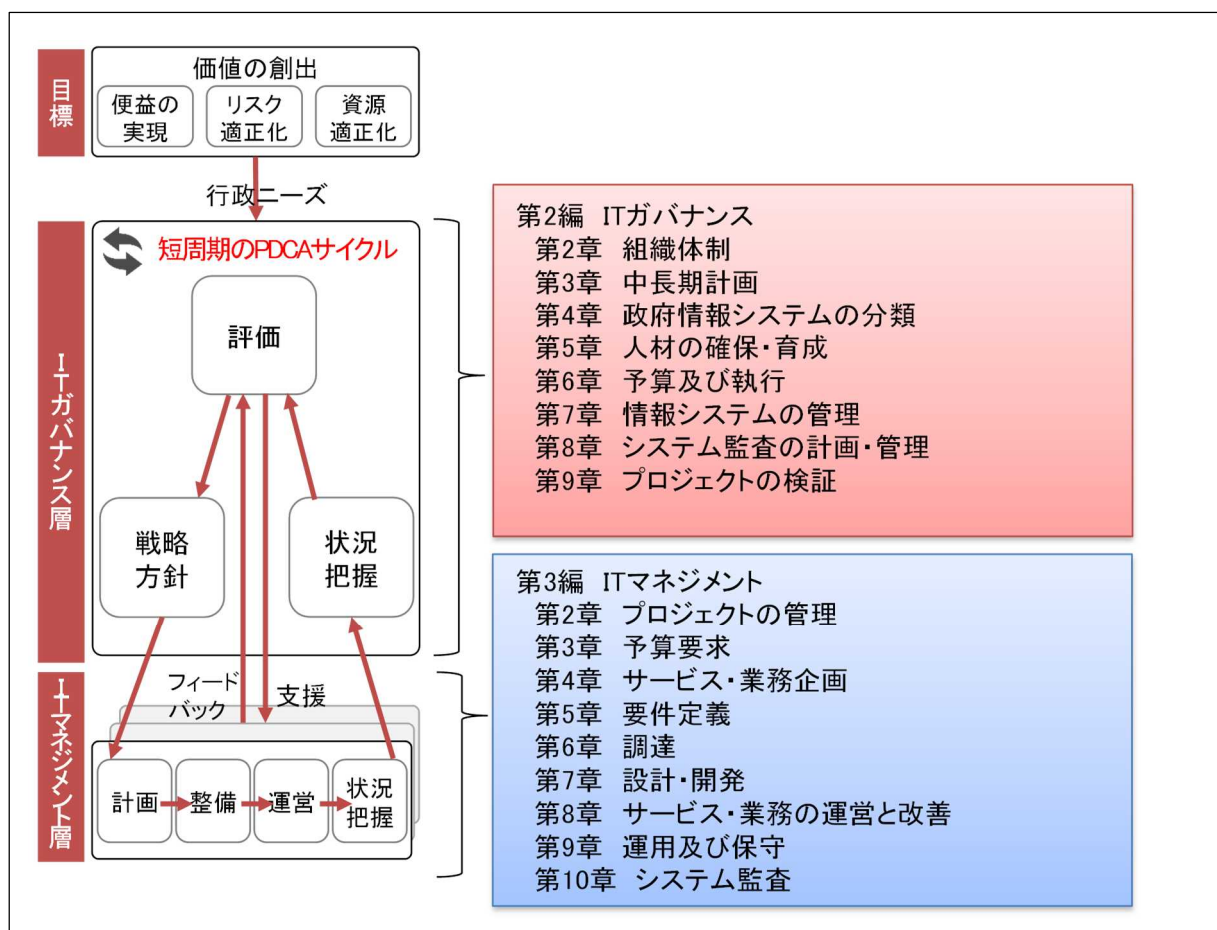 目標
価値の創出
便益の
実現
リスク
適正化
資源
適正化
行政ニーズ
ITガバナンス層
短周期のPDCAサイクル
評価
戦略
方針
状況
把握
ITマネジメント層
フィード
バック
支援
計画
整備
運営
状況
把握
第2編 ITガバナンス
第2章 組織体制
第3章 中長期計画
第4章 政府情報システムの分類
第5章 人材の確保・育成
第6章 予算及び執行
第7章 情報システムの管理
第8章 システム監査の計画・管理
第9章 プロジェクトの検証
第3編 ITマネジメント
第2章 プロジェクトの管理
第3章 予算要求
第4章 サービス・業務企画
第5章 要件定義
第6章 調達
第7章 設計・開発
第8章 サービス・業務の運営と改善
第9章 運用及び保守
第10章 システム監査